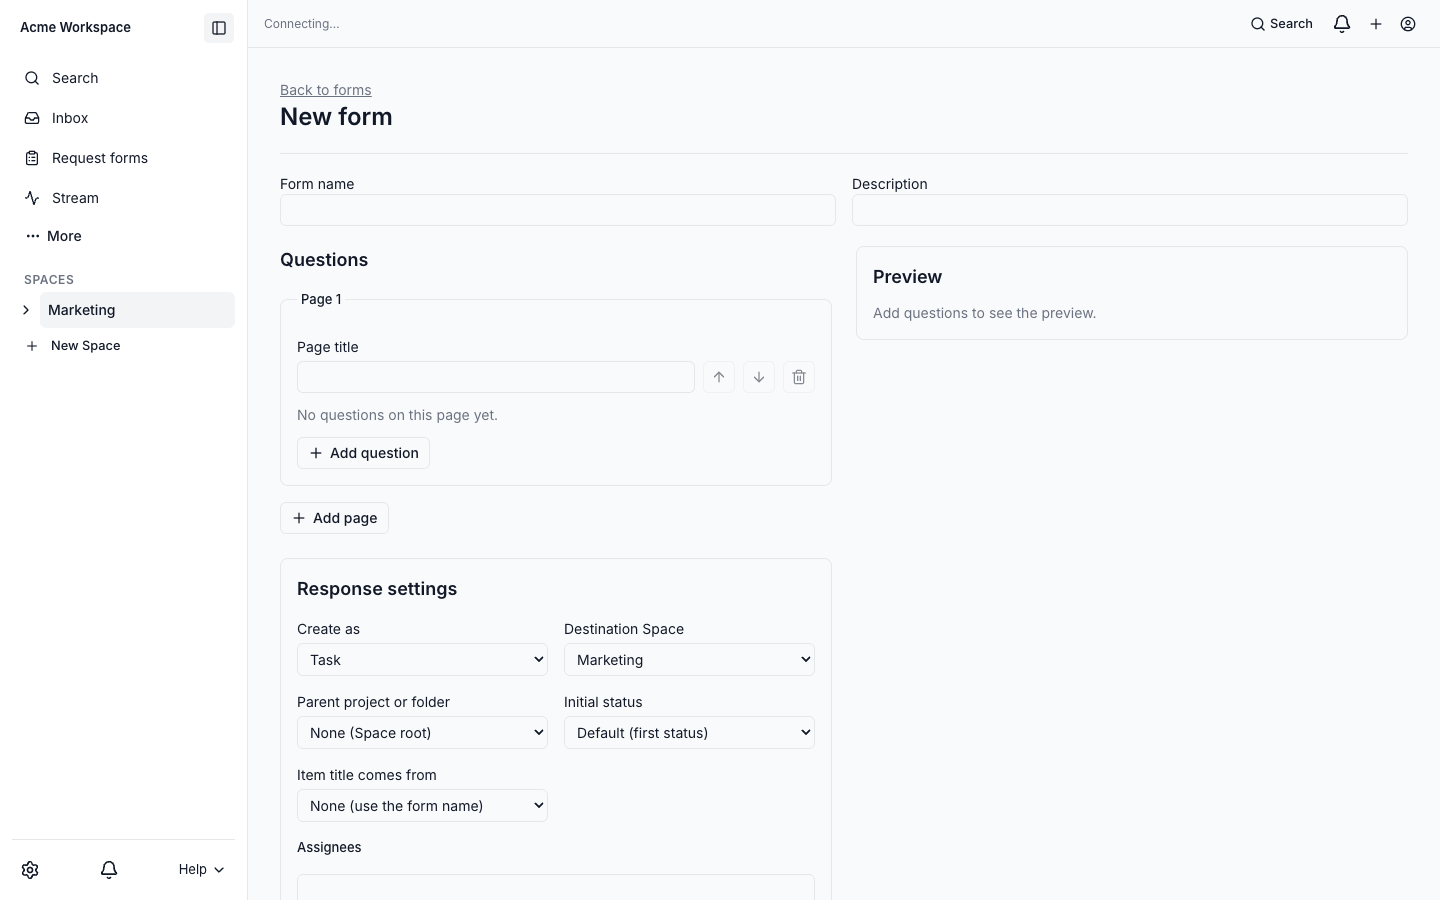 Acme Workspace
Search
Inbox
Request forms
Stream
More
SPACES
Marketing
New Space
Help
Connecting...
Search
Back to forms
New form
Form name
Description
Questions
Page 1
Page title
No questions on this page yet.
Add question
Add page
Preview
Add questions to see the preview.
Response settings
Create as
Destination Space
Task
Marketing
Parent project or folder
Initial status
None (Space root)
Default (first status)
Item title comes from
None (use the form name)
Assignees